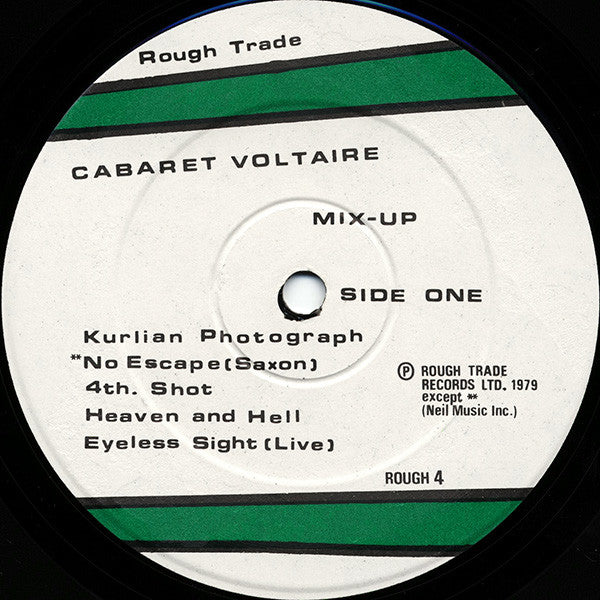 Rough Trade
CABARET VOLTAIRE
MIX-UP
SIDE ONE
Kurlian Photograph
**No Escape (Saxon)
4th. Shot
Heaven and Hell
Eyeless Sight (Live)
Ⓟ ROUGH TRADE
RECORDS LTD. 1979
except **
(Neil Music Inc.)
ROUGH 4